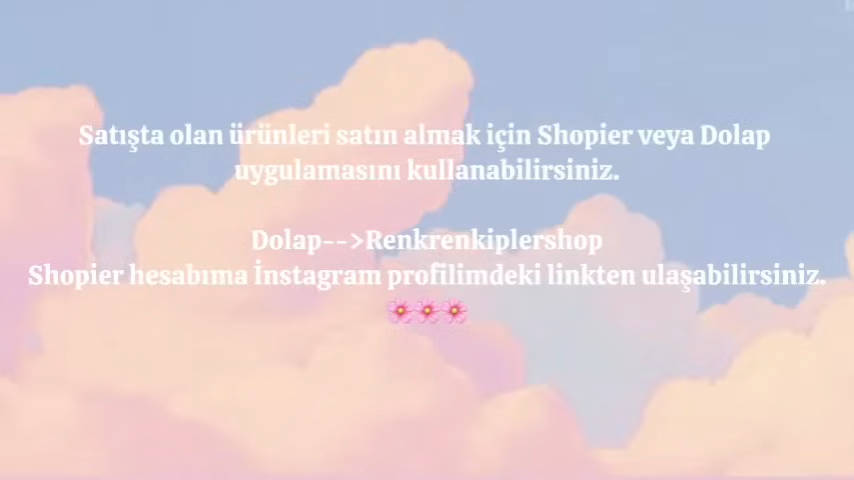 Satışta olan ürünleri satın almak için Shopier veya Dolap
uygulamasını kullanabilirsiniz.
Dolap-->Renkrenkiplershop
Shopier hesabıma İnstagram profilimdeki linkten ulaşabilirsiniz.
🌸🌸🌸